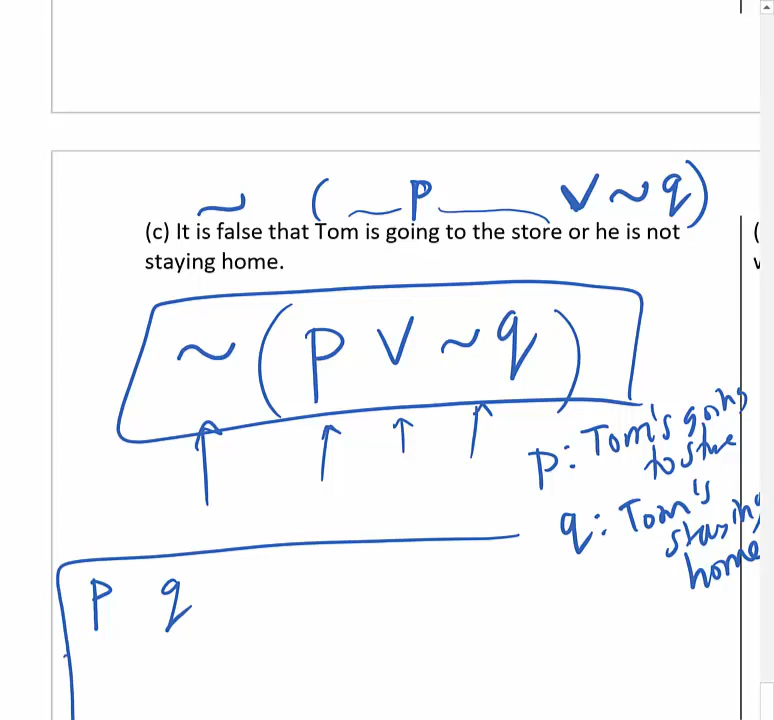 ~ ( p v ~ q )
(c) It is false that Tom is going to the store or he is not
staying home.
(
~ ( p v ~ q )
p: Tom's going
to store
q: Tom's
staying
home
p q